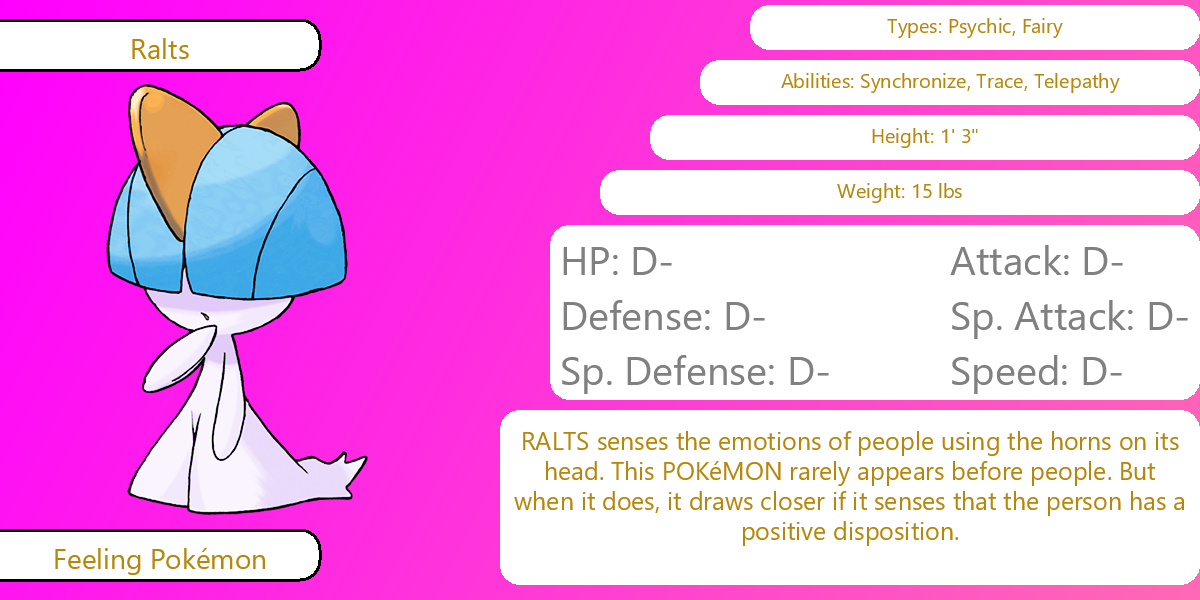 Ralts
Types: Psychic, Fairy
Abilities: Synchronize, Trace, Telepathy
Height: 1' 3"
Weight: 15 lbs
HP: D- Attack: D-
Defense: D- Sp. Attack: D-
Sp. Defense: D- Speed: D-
RALTS senses the emotions of people using the horns on its
head. This POKéMON rarely appears before people. But
when it does, it draws closer if it senses that the person has a
positive disposition.
Feeling Pokémon